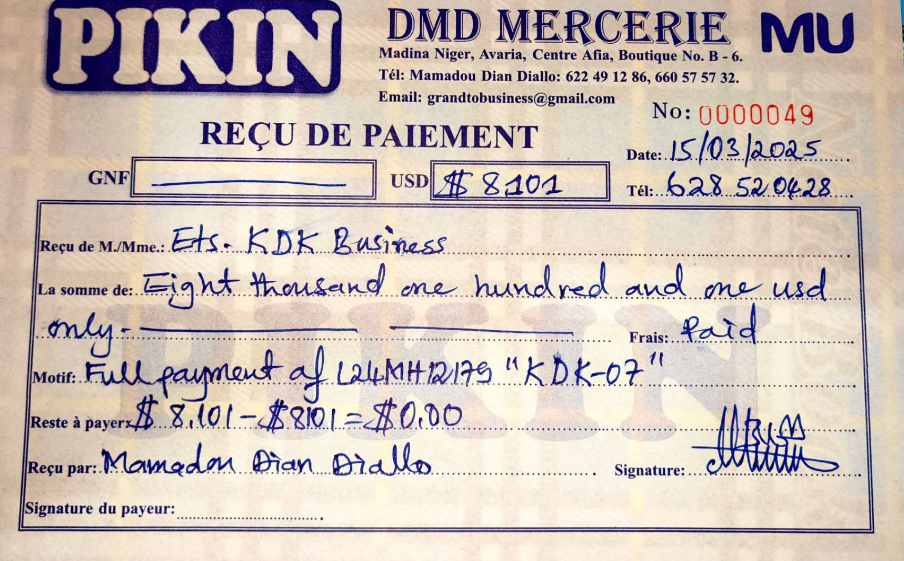 PIKIN
DMD MERCERIE
MU
Madina Niger, Avaria, Centre Afia, Boutique No. B - 6.
Tél: Mamadou Dian Diallo: 622 49 12 86, 660 57 57 32.
Email: grandtobusiness@gmail.com
No: 0000049
REÇU DE PAIEMENT
Date: 15/03/2025
GNF
USD $ 8101
Tél: 628 52 04 28
Reçu de M./Mme.: Ets. KDK Business
La somme de: Eight thousand one hundred and one usd
only -
Frais: Paid
Motif: Full payment of L24MH12179 "KDK-07"
Reste à payer: $ 8,101 - $8101 = $0.00
Reçu par: Mamadou Dian Diallo
Signature:
Signature du payeur:
PIKIN